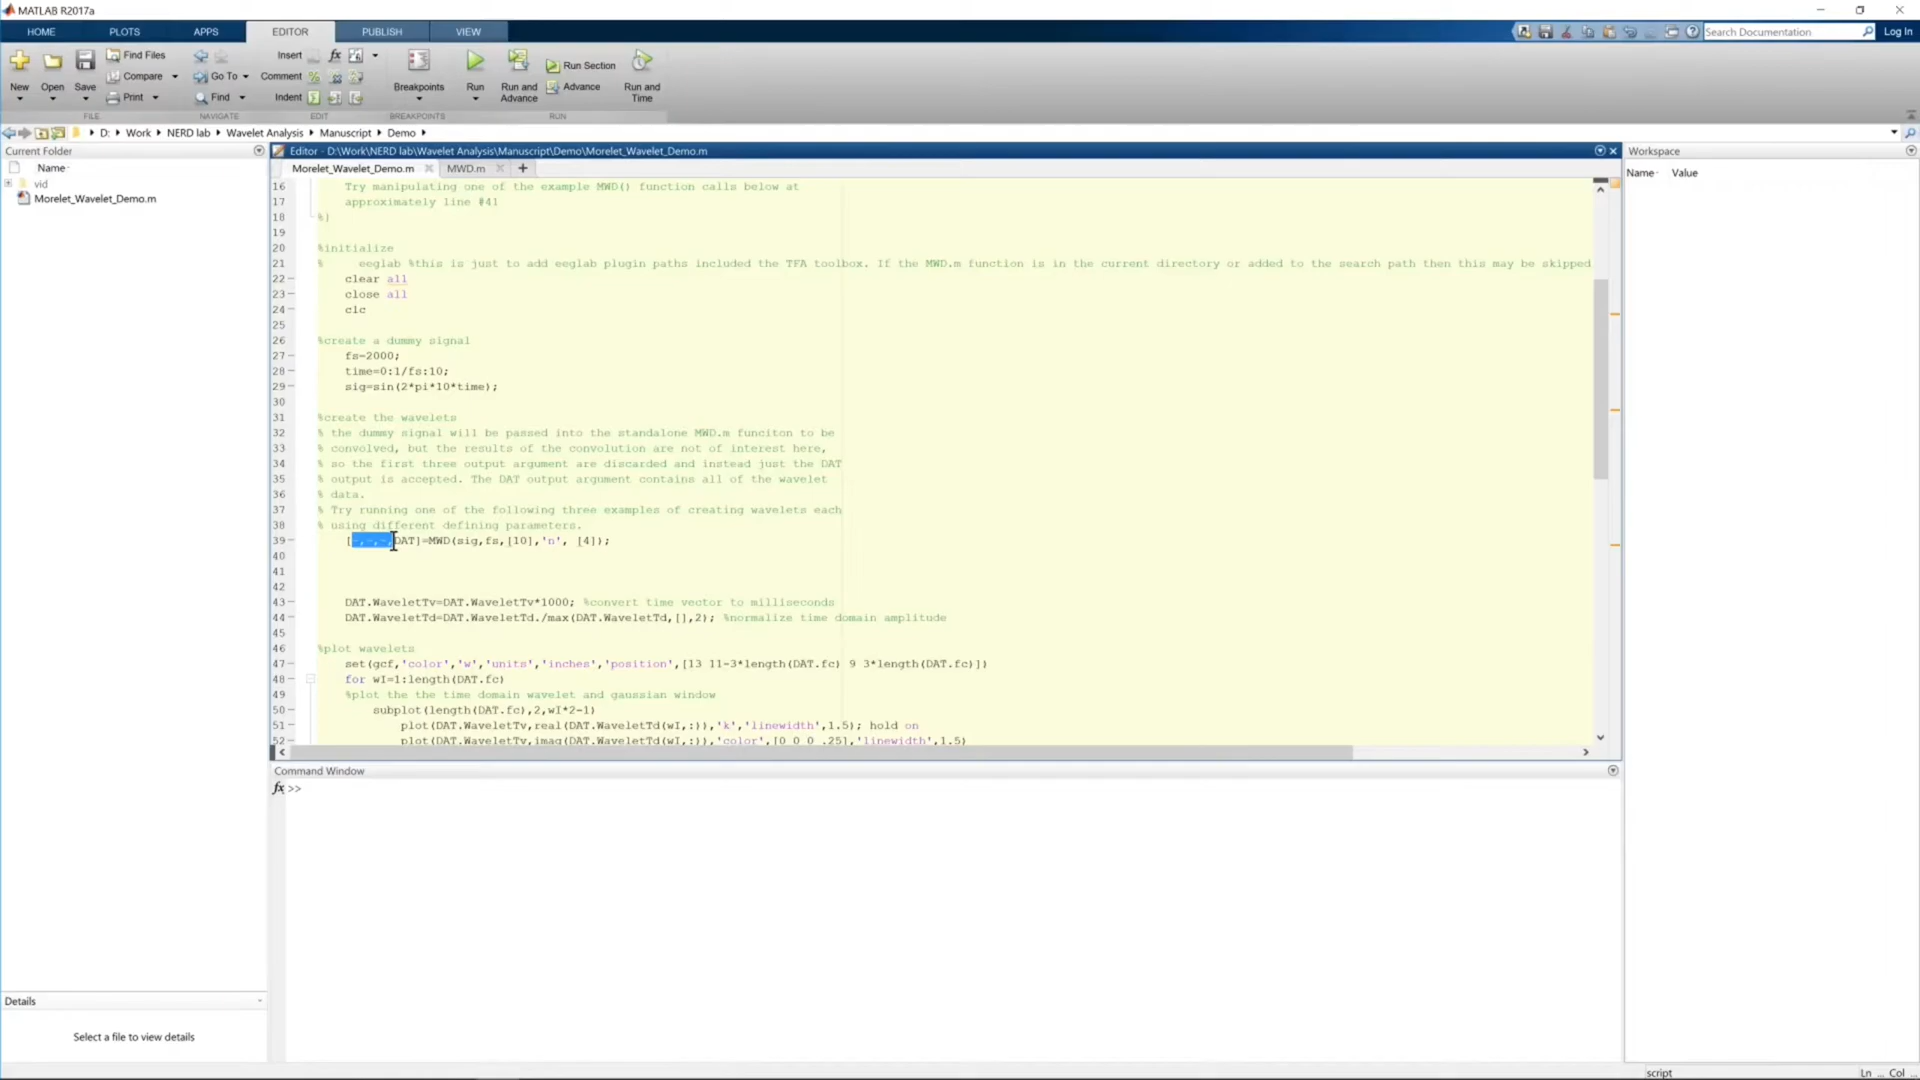 MATLAB R2017a
HOME PLOTS APPS EDITOR PUBLISH VIEW
Search Documentation Log In
New Open Save Find Files Compare Print
Go To Find
Insert Comment Indent
Breakpoints Run Run and Advance Run Section Advance Run and Time
FILE NAVIGATE EDIT BREAKPOINTS RUN
D: Work NERD lab Wavelet Analysis Manuscript Demo
Current Folder
Name
vid
Morelet_Wavelet_Demo.m
Editor - D:\Work\NERD lab\Wavelet Analysis\Manuscript\Demo\Morelet_Wavelet_Demo.m
Morelet_Wavelet_Demo.m MWD.m
16 Try manipulating one of the example MWD() function calls below at
17 approximately line #41
18 %}
19
20 %initialize
21 % eeglab %this is just to add eeglab plugin paths included the TFA toolbox. If the MWD.m function is in the current directory or added to the search path then this may be skipped
22 clear all
23 close all
24 clc
25
26 %create a dummy signal
27 fs=2000;
28 time=0:1/fs:10;
29 sig=sin(2*pi*10*time);
30
31 %create the wavelets
32 % the dummy signal will be passed into the standalone MWD.m funciton to be
33 % convolved, but the results of the convolution are not of interest here,
34 % so the first three output argument are discarded and instead just the DAT
35 % output is accepted. The DAT output argument contains all of the wavelet
36 % data.
37 % Try running one of the following three examples of creating wavelets each
38 % using different defining parameters.
39 [~,~,~,DAT]=MWD(sig,fs,[10],'n', [4]);
40
41
42
43 DAT.WaveletTv=DAT.WaveletTv*1000; %convert time vector to milliseconds
44 DAT.WaveletTd=DAT.WaveletTd./max(DAT.WaveletTd,[],2); %normalize time domain amplitude
45
46 %plot wavelets
47 set(gcf,'color','w','units','inches','position',[13 11-3*length(DAT.fc) 9 3*length(DAT.fc)])
48 for wI=1:length(DAT.fc)
49 %plot the the time domain wavelet and gaussian window
50 subplot(length(DAT.fc),2,wI*2-1)
51 plot(DAT.WaveletTv,real(DAT.WaveletTd(wI,:)),'k','linewidth',1.5); hold on
52 plot(DAT.WaveletTv,imag(DAT.WaveletTd(wI,:)),'color',[0 0 0 .25],'linewidth',1.5)
Command Window
fx >>
Workspace
Name Value
Details
Select a file to view details
script Ln ... Col ...